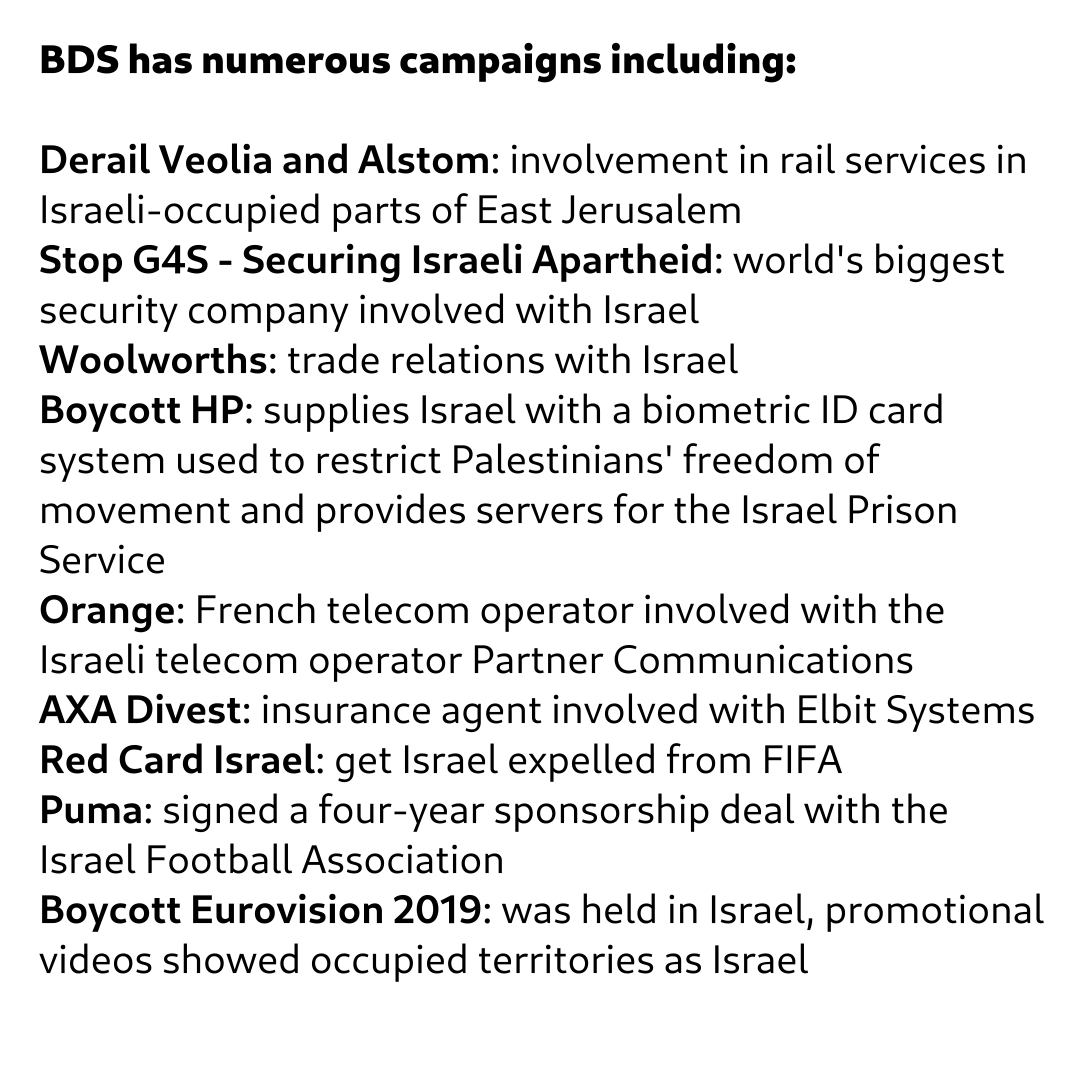 BDS has numerous campaigns including:
Derail Veolia and Alstom: involvement in rail services in
Israeli-occupied parts of East Jerusalem
Stop G4S - Securing Israeli Apartheid: world's biggest
security company involved with Israel
Woolworths: trade relations with Israel
Boycott HP: supplies Israel with a biometric ID card
system used to restrict Palestinians' freedom of
movement and provides servers for the Israel Prison
Service
Orange: French telecom operator involved with the
Israeli telecom operator Partner Communications
AXA Divest: insurance agent involved with Elbit Systems
Red Card Israel: get Israel expelled from FIFA
Puma: signed a four-year sponsorship deal with the
Israel Football Association
Boycott Eurovision 2019: was held in Israel, promotional
videos showed occupied territories as Israel